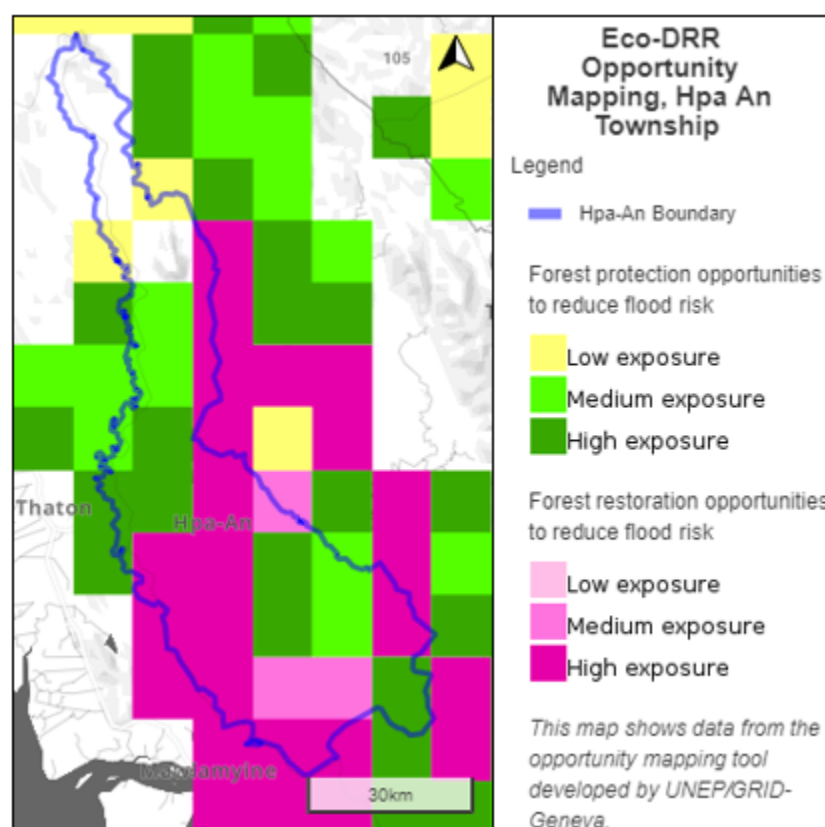 105
Thaton
Hpa-An
30km
Eco-DRR
Opportunity
Mapping, Hpa An
Township
Legend
Hpa-An Boundary
Forest protection opportunities
to reduce flood risk
Low exposure
Medium exposure
High exposure
Forest restoration opportunities
to reduce flood risk
Low exposure
Medium exposure
High exposure
This map shows data from the
opportunity mapping tool
developed by UNEP/GRID-
Geneva.